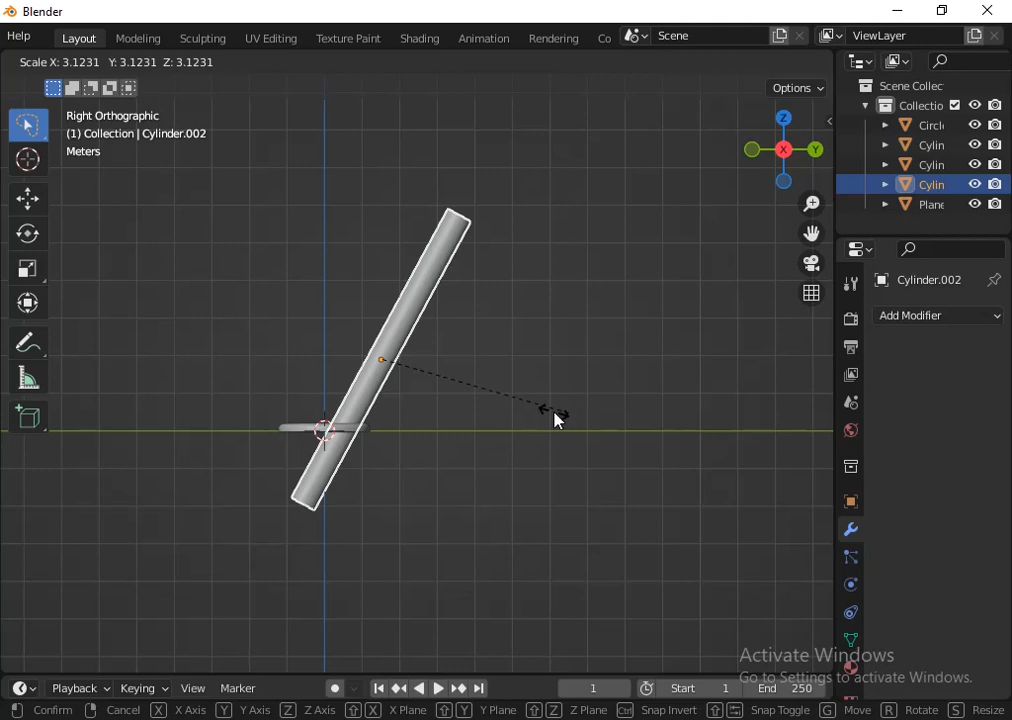 Blender
Help Layout Modeling Sculpting UV Editing Texture Paint Shading Animation Rendering Co Scene ViewLayer
Scale X: 3.1231 Y: 3.1231 Z: 3.1231
Options
Right Orthographic
(1) Collection | Cylinder.002
Meters
Z
X
Y
Scene Collec
Collectio
Circl
Cylin
Cylin
Cylin
Plane
Cylinder.002
Add Modifier
Activate Windows
Go to Settings to activate Windows.
Playback Keying View Marker 1 Start 1 End 250
Confirm Cancel X X Axis Y Y Axis Z Z Axis X X Plane Y Y Plane Z Z Plane Ctrl Snap Invert Snap Toggle G Move R Rotate S Resize